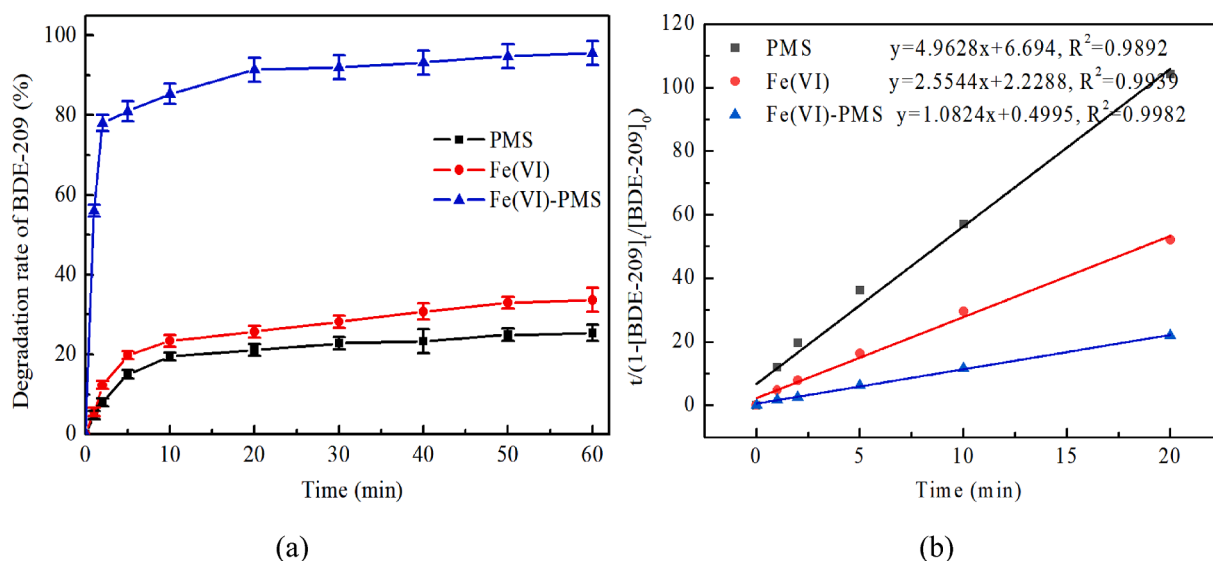 Degradation rate of BDE-209 (%)
100
80
60
40
20
0
PMS
Fe(VI)
Fe(VI)-PMS
0 10 20 30 40 50 60
Time (min)
(a)
t/(1-[BDE-209]t/[BDE-209]0)
120
100
80
60
40
20
0
PMS y=4.9628x+6.694, R²=0.9892
Fe(VI) y=2.5544x+2.2288, R²=0.9939
Fe(VI)-PMS y=1.0824x+0.4995, R²=0.9982
0 5 10 15 20
Time (min)
(b)